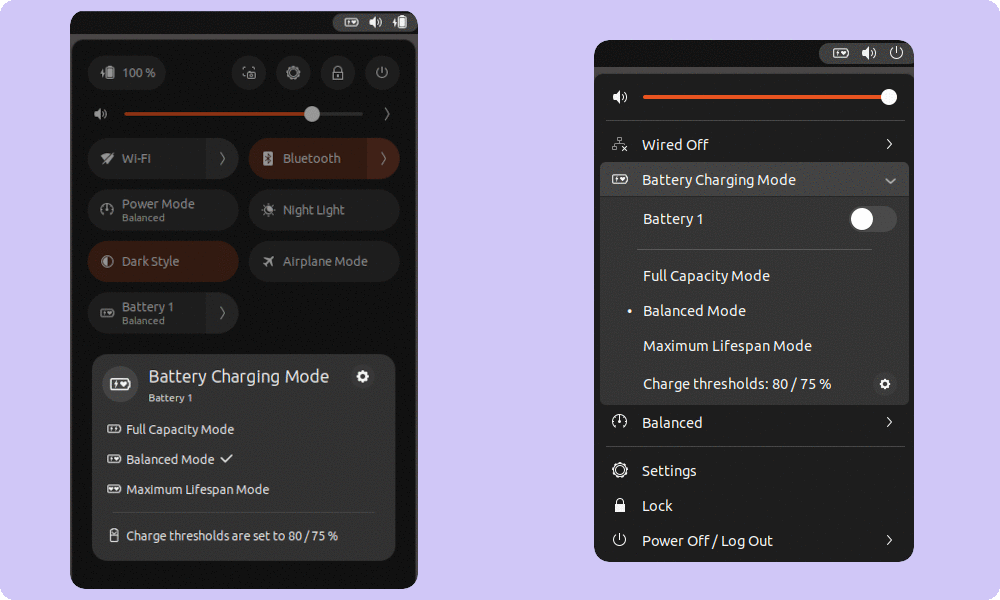 100 %
Wi-Fi
Bluetooth
Power Mode
Balanced
Night Light
Dark Style
Airplane Mode
Battery 1
Balanced
Battery Charging Mode
Battery 1
Full Capacity Mode
Balanced Mode
Maximum Lifespan Mode
Charge thresholds are set to 80 / 75 %
Wired Off
Battery Charging Mode
Battery 1
Full Capacity Mode
Balanced Mode
Maximum Lifespan Mode
Charge thresholds: 80 / 75 %
Balanced
Settings
Lock
Power Off / Log Out